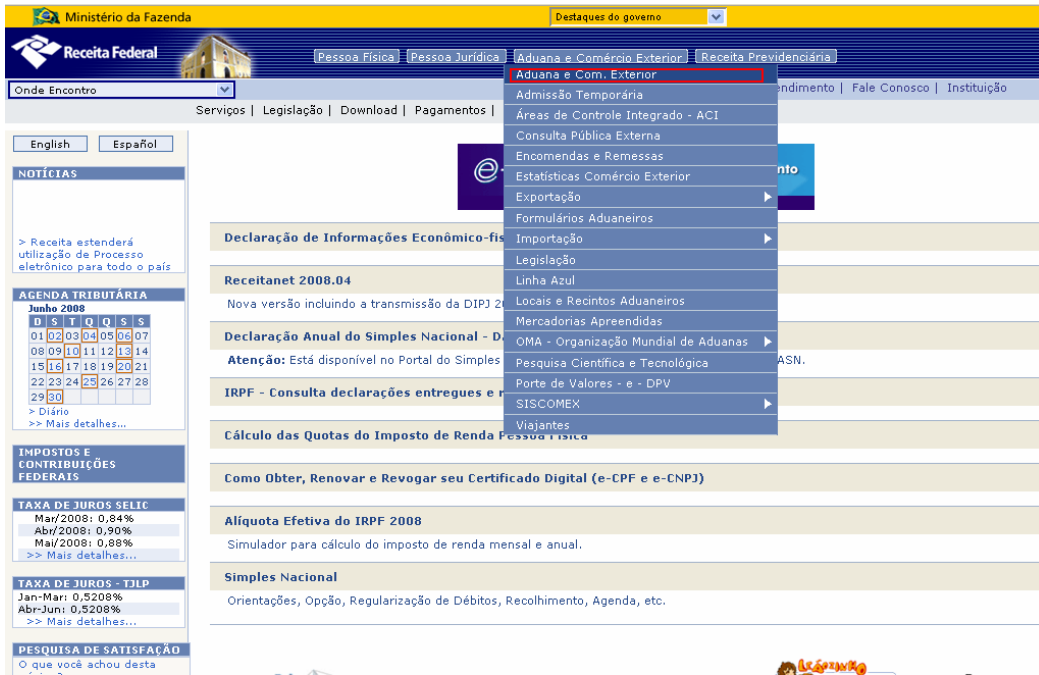 Ministério da Fazenda
Destaques do governo
Receita Federal
Pessoa Física
Pessoa Jurídica
Aduana e Comércio Exterior
Receita Previdenciária
Onde Encontro
Fale Conosco | Instituição
Serviços | Legislação | Download | Pagamentos |
Aduana e Com. Exterior
Admissão Temporária
Áreas de Controle Integrado - ACI
Consulta Pública Externa
Encomendas e Remessas
Estatísticas Comércio Exterior
Exportação
Formulários Aduaneiros
Importação
Legislação
Linha Azul
Locais e Recintos Aduaneiros
Mercadorias Apreendidas
OMA - Organização Mundial de Aduanas
Pesquisa Científica e Tecnológica
Porte de Valores - e - DPV
SISCOMEX
Viajantes
English
Español
NOTÍCIAS
> Receita estenderá
utilização de Processo
eletrônico para todo o país
AGENDA TRIBUTÁRIA
Junho 2008
D S T Q Q S S
01 02 03 04 05 06 07
08 09 10 11 12 13 14
15 16 17 18 19 20 21
22 23 24 25 26 27 28
29 30
> Diário
>> Mais detalhes...
IMPOSTOS E
CONTRIBUIÇÕES
FEDERAIS
TAXA DE JUROS SELIC
Mar/2008: 0,84%
Abr/2008: 0,90%
Mai/2008: 0,88%
>> Mais detalhes...
TAXA DE JUROS - TJLP
Jan-Mar: 0,5208%
Abr-Jun: 0,5208%
>> Mais detalhes...
PESQUISA DE SATISFAÇÃO
O que você achou desta
Declaração de Informações
Receitanet 2008.04
Nova versão incluindo a transmissão da DIPJ
Declaração Anual do Simples Nacional -
Atenção: Está disponível no Portal do Simples
ASN.
IRPF - Consulta declarações entregues e
Cálculo das Quotas do Imposto de Renda Pessoa Física
Como Obter, Renovar e Revogar seu Certificado Digital (e-CPF e e-CNPJ)
Alíquota Efetiva do IRPF 2008
Simulador para cálculo do imposto de renda mensal e anual.
Simples Nacional
Orientações, Opção, Regularização de Débitos, Recolhimento, Agenda, etc.
Leãozinho